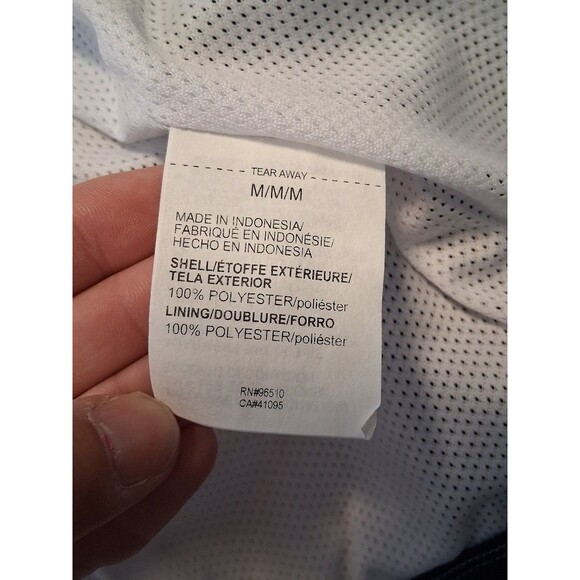 TEAR AWAY
M/M/M
MADE IN INDONESIA/
FABRIQUÉ EN INDONÉSIE/
HECHO EN INDONESIA
SHELL/ÉTOFFE EXTÉRIEURE/
TELA EXTERIOR
100% POLYESTER/poliéster
LINING/DOUBLURE/FORRO
100% POLYESTER/poliéster
RN#96510
CA#41095